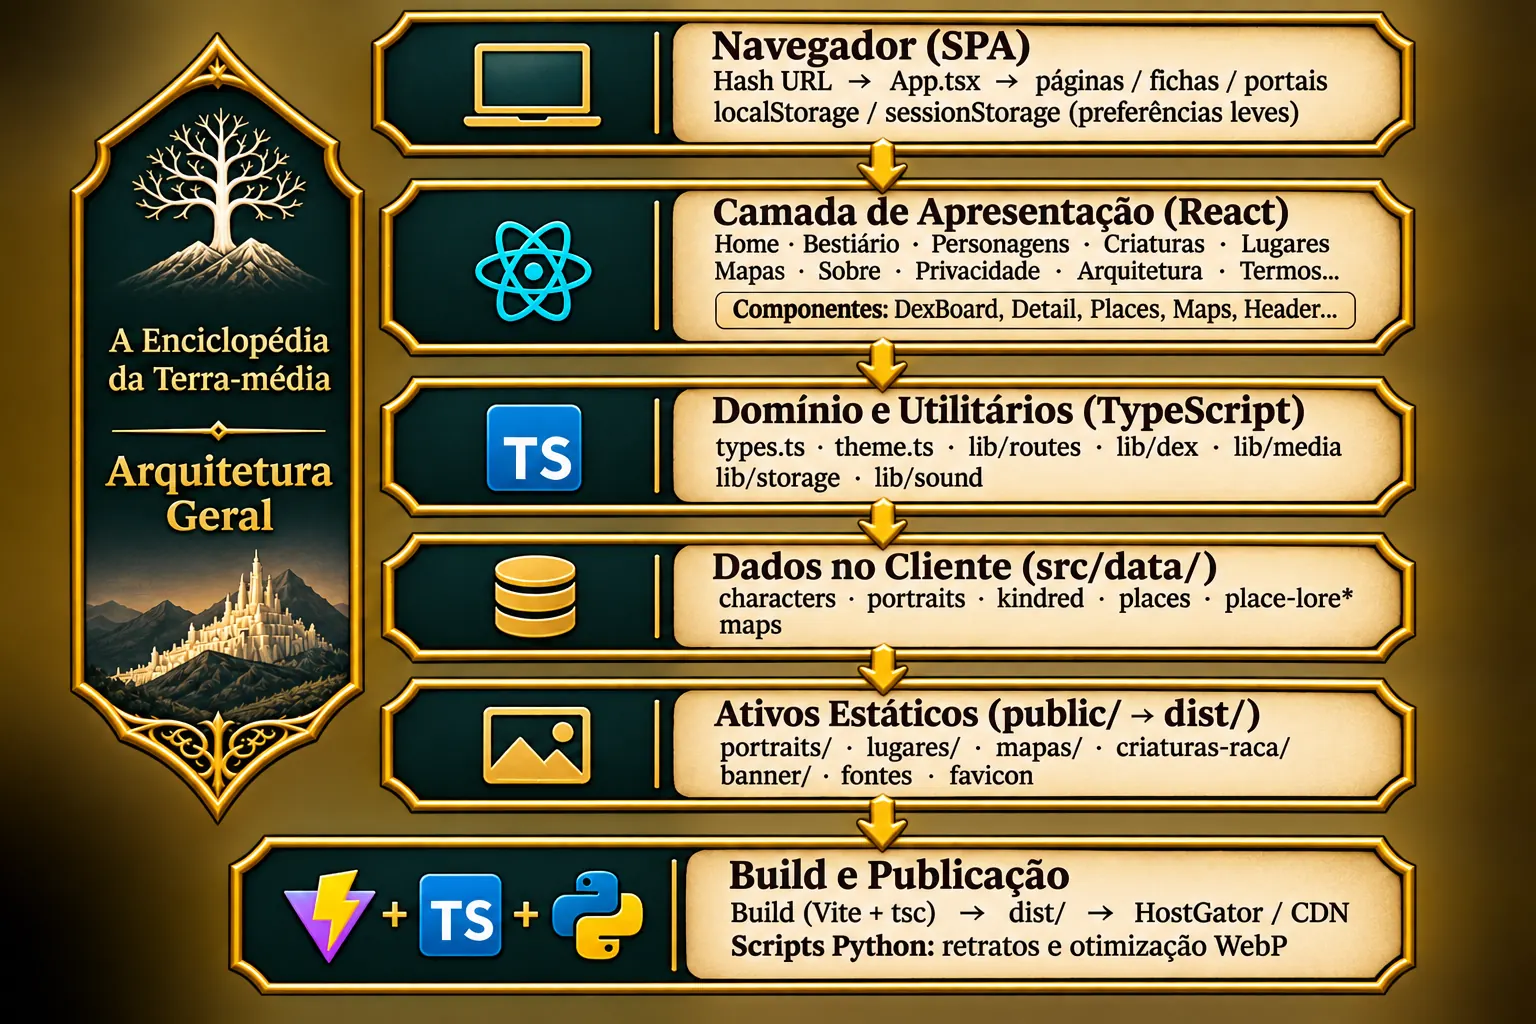 A Enciclopédia
da Terra-média
Arquitetura
Geral
Navegador (SPA)
Hash URL → App.tsx → páginas / fichas / portais
localStorage / sessionStorage (preferências leves)
Camada de Apresentação (React)
Home · Bestiário · Personagens · Criaturas · Lugares
Mapas · Sobre · Privacidade · Arquitetura · Termos...
Componentes: DexBoard, Detail, Places, Maps, Header...
TS
Domínio e Utilitários (TypeScript)
types.ts · theme.ts · lib/routes · lib/dex · lib/media
lib/storage · lib/sound
Dados no Cliente (src/data/)
characters · portraits · kindred · places · place-lore*
maps
Ativos Estáticos (public/ → dist/)
portraits/ · lugares/ · mapas/ · criaturas-raca/
banner/ · fontes · favicon
+ TS +
Build e Publicação
Build (Vite + tsc) → dist/ → HostGator / CDN
Scripts Python: retratos e otimização WebP